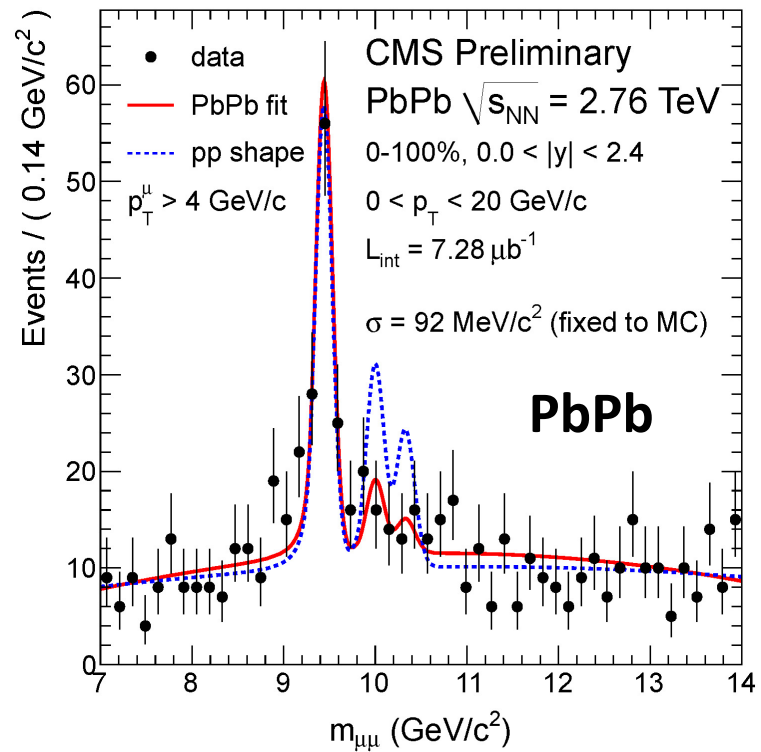 data
PbPb fit
pp shape
p_T^μ > 4 GeV/c
CMS Preliminary
PbPb √s_NN = 2.76 TeV
0-100%, 0.0 < |y| < 2.4
0 < p_T < 20 GeV/c
L_int = 7.28 μb⁻¹
σ = 92 MeV/c² (fixed to MC)
PbPb
Events / ( 0.14 GeV/c² )
60
50
40
30
20
10
0
7 8 9 10 11 12 13 14
m_μμ (GeV/c²)